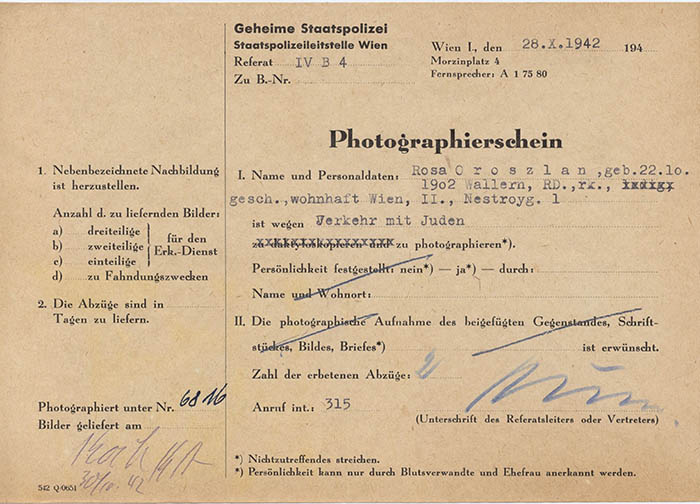 Geheime Staatspolizei
Staatspolizeileitstelle Wien
Referat IV B 4
Zu B.-Nr.
Wien I., den 28.X.1942 194
Morzinplatz 4
Fernsprecher: A 1 75 80
Photographierschein
1. Nebenbezeichnete Nachbildung
ist herzustellen.
Anzahl d. zu liefernden Bilder:
a) dreiteilige
b) zweiteilige
c) einteilige
für den
Erk.-Dienst
d) zu Fahndungszwecken
2. Die Abzüge sind in
Tagen zu liefern.
Photographiert unter Nr. 6816
Bilder geliefert am
30/10. 42
542 Q-0651
I. Name und Personaldaten: Rosa O r o s z l a n ,geb.22.10.
19o2 Wallern, RD.,rk.,
gesch.,wohnhaft Wien, II., Nestroyg. 1
ist wegen Verkehr mit Juden
zu daktyloskopieren und zu photographieren*).
Persönlichkeit festgestellt: nein*) — ja*) — durch:
Name und Wohnort:
II. Die photographische Aufnahme des beigefügten Gegenstandes, Schrift-
stückes, Bildes, Briefes*) ist erwünscht.
Zahl der erbetenen Abzüge: 2
Anruf int.: 315
(Unterschrift des Referatsleiters oder Vertreters)
*) Nichtzutreffendes streichen.
*) Persönlichkeit kann nur durch Blutsverwandte und Ehefrau anerkannt werden.